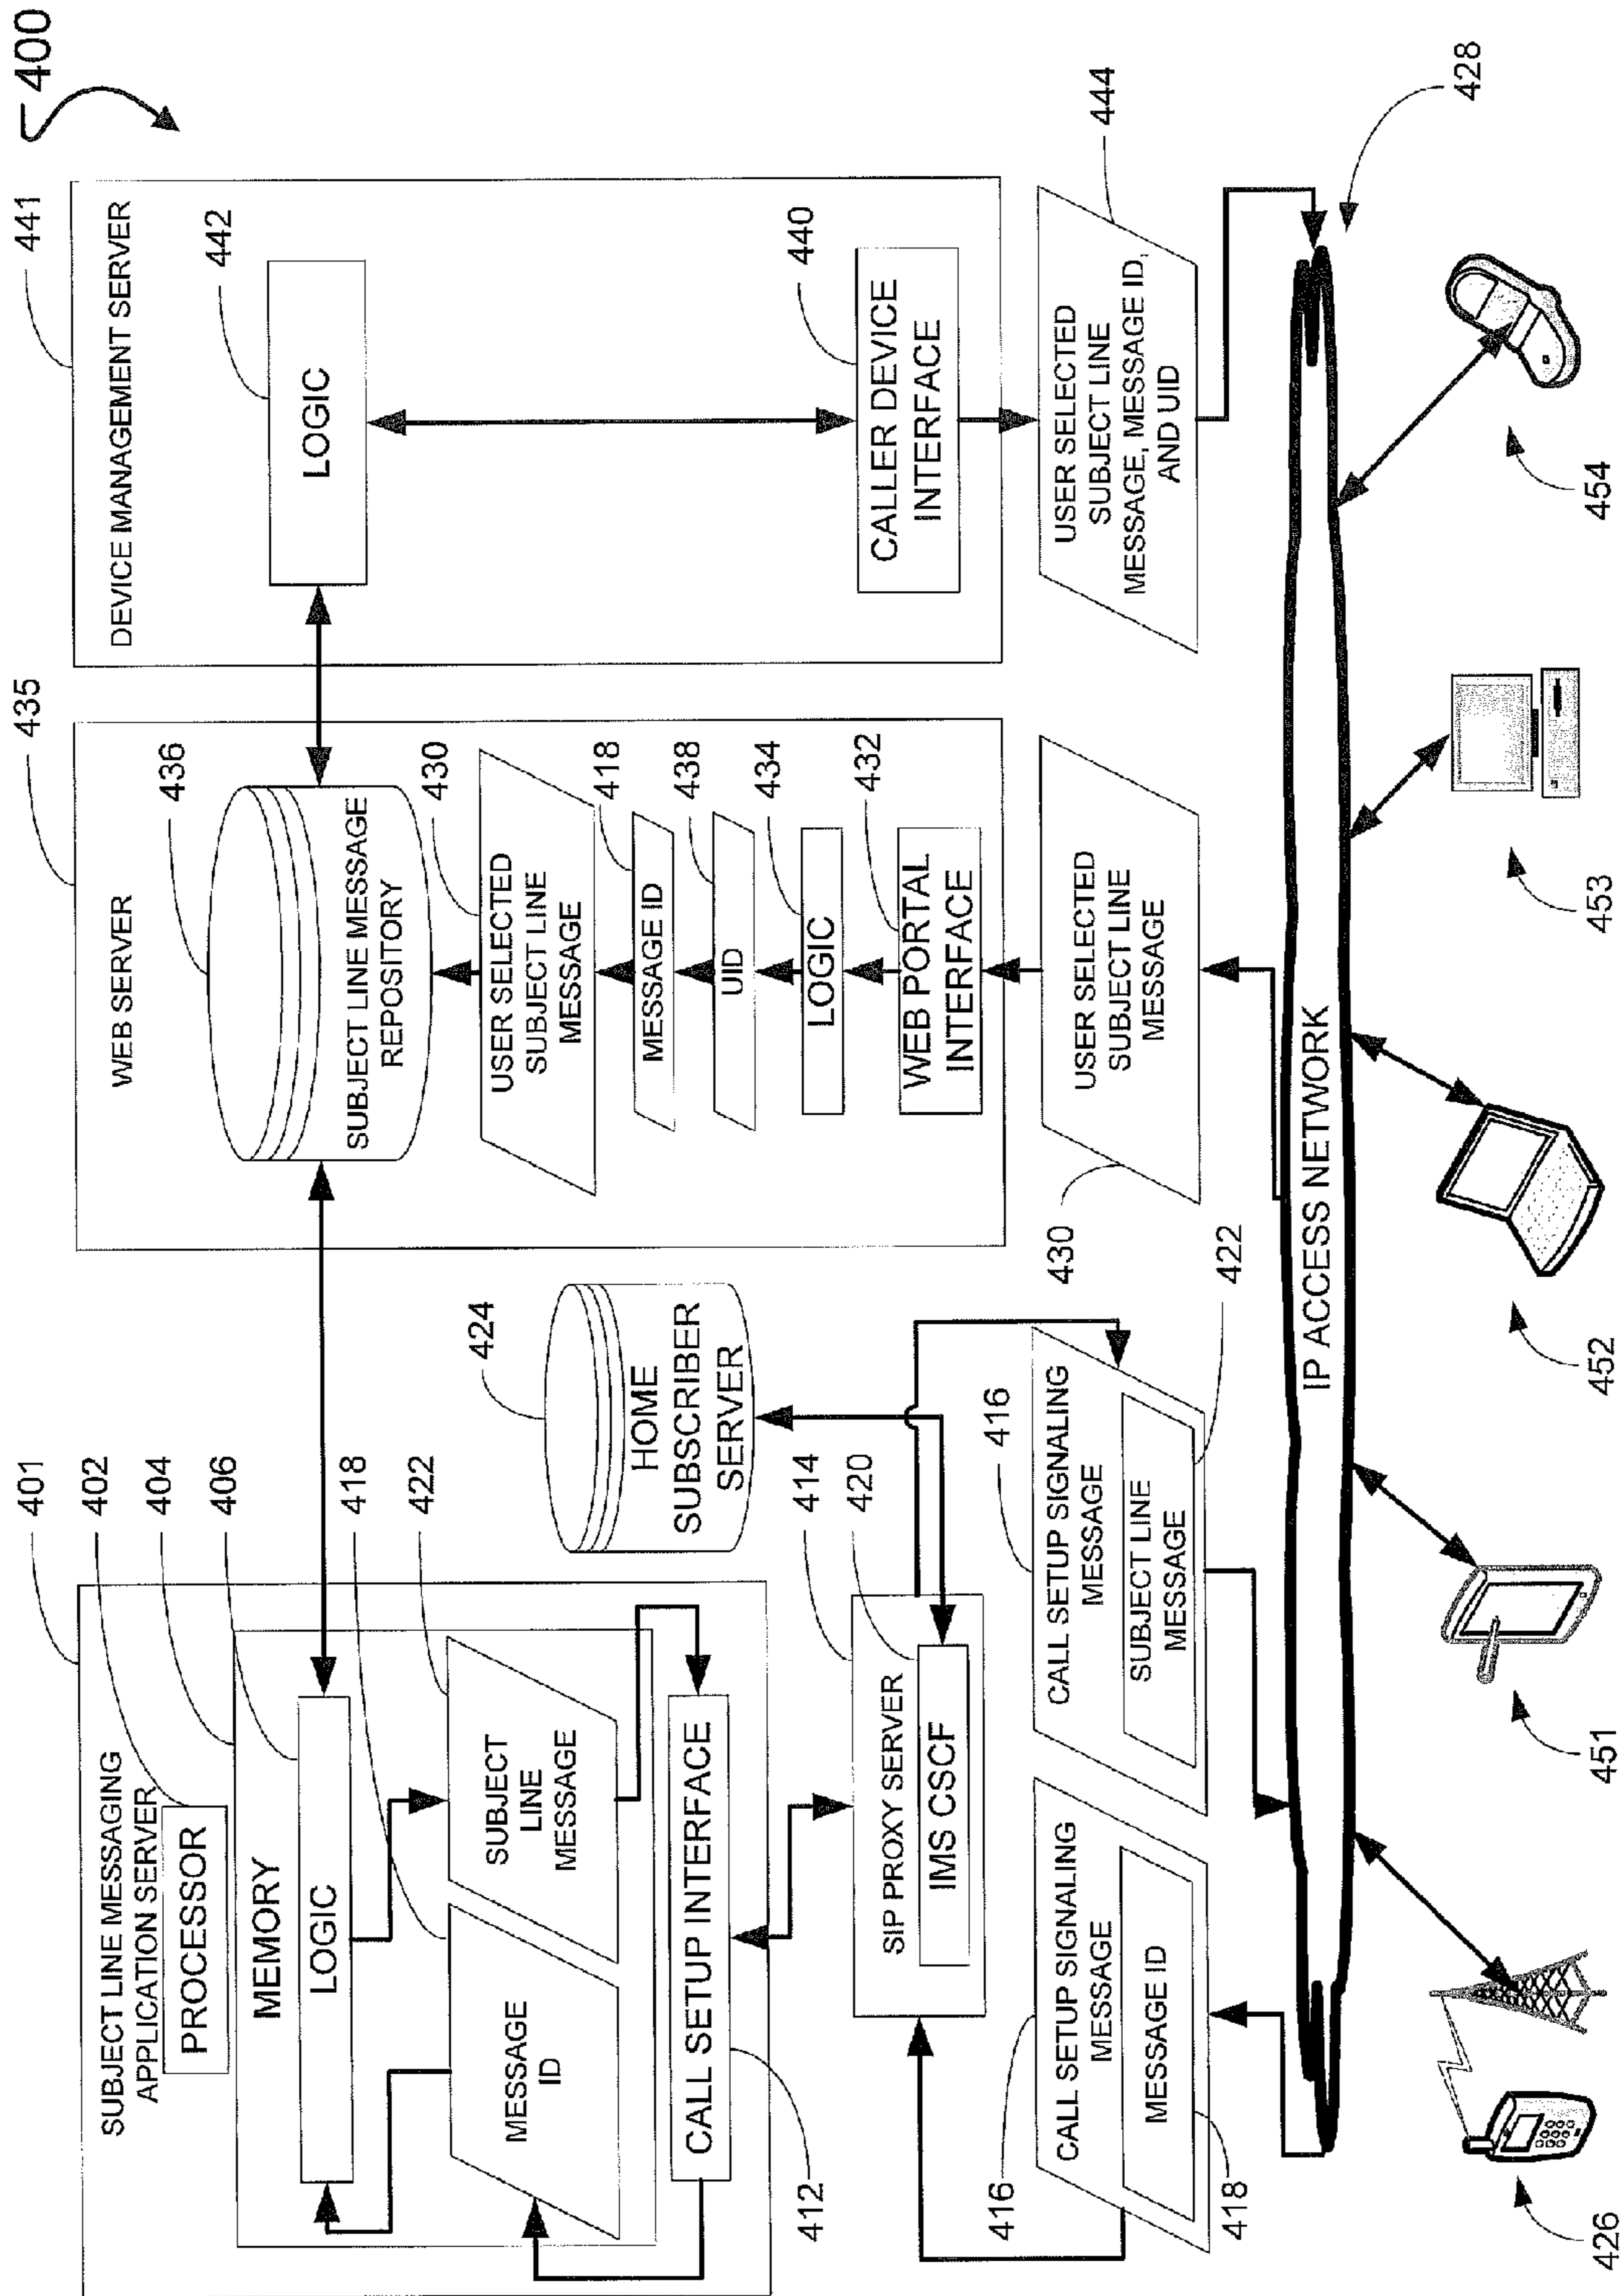 400
401
402
404
406
418
422
SUBJECT LINE MESSAGING
APPLICATION SERVER
PROCESSOR
MEMORY
LOGIC
MESSAGE
ID
SUBJECT
LINE
MESSAGE
CALL SETUP INTERFACE
412
424
HOME
SUBSCRIBER
SERVER
414
420
SIP PROXY SERVER
IMS CSCF
416
CALL SETUP SIGNALING
MESSAGE
MESSAGE ID
418
416
CALL SETUP SIGNALING
MESSAGE
SUBJECT LINE
MESSAGE
422
435
WEB SERVER
436
SUBJECT LINE MESSAGE
REPOSITORY
430
USER SELECTED
SUBJECT LINE
MESSAGE
418
MESSAGE ID
438
UID
434
LOGIC
432
WEB PORTAL
INTERFACE
USER SELECTED
SUBJECT LINE
MESSAGE
430
441
DEVICE MANAGEMENT SERVER
442
LOGIC
440
CALLER DEVICE
INTERFACE
444
USER SELECTED
SUBJECT LINE
MESSAGE, MESSAGE ID,
AND UID
IP ACCESS NETWORK
428
426
451
452
453
454